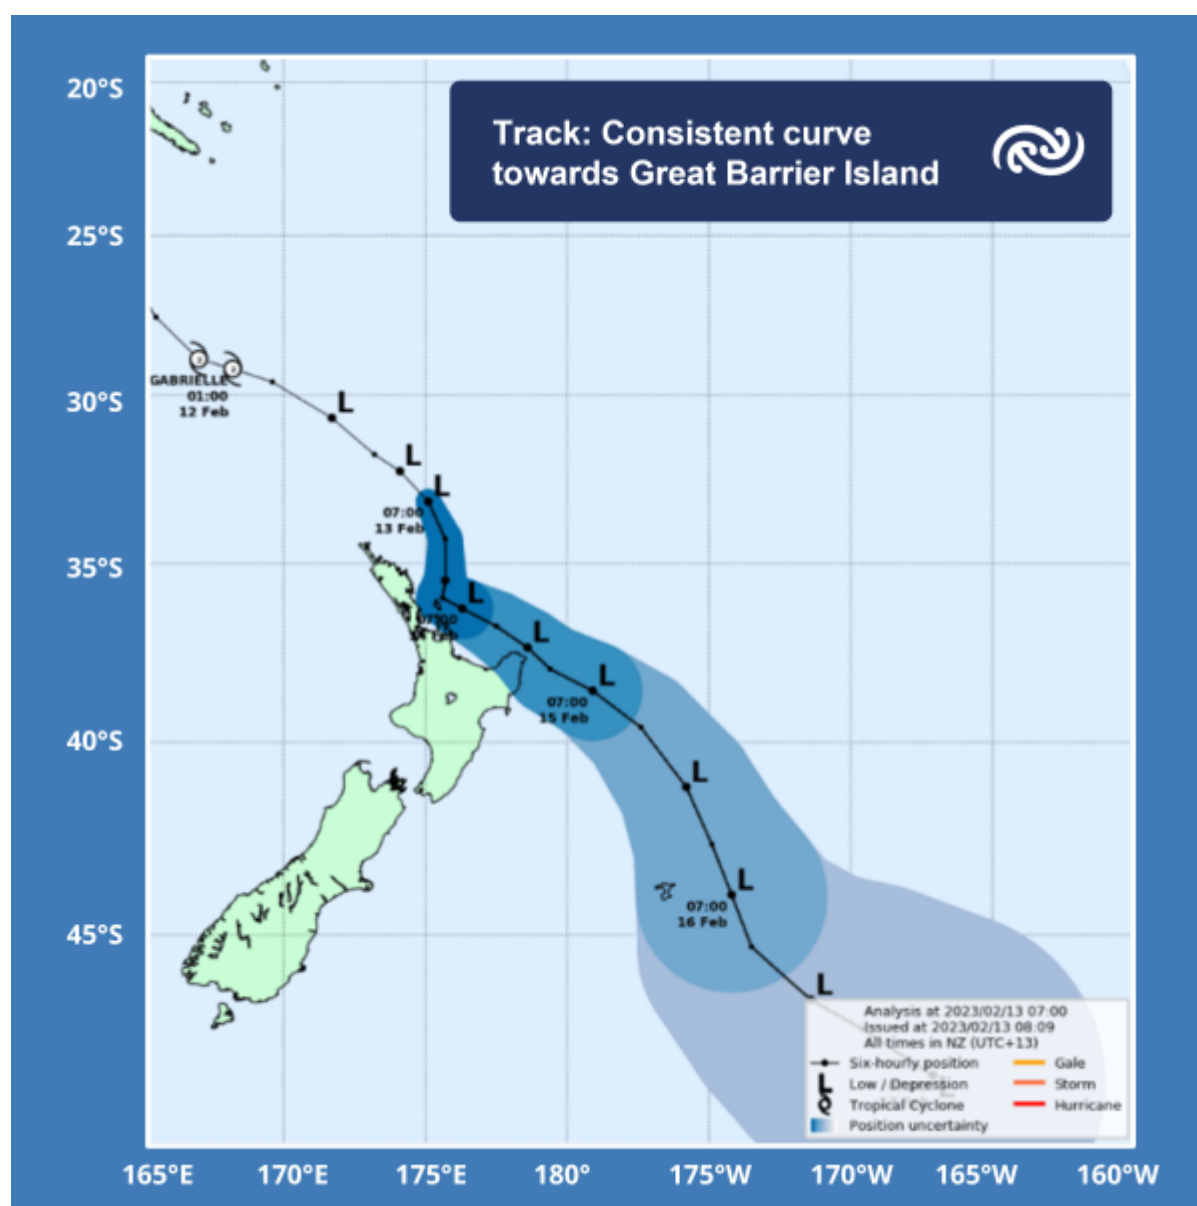 Track: Consistent curve
towards Great Barrier Island
20°S
25°S
30°S
35°S
40°S
45°S
GABRIELLE
01:00
12 Feb
L
L
L
07:00
13 Feb
L
07:00
Feb
L
L
07:00
15 Feb
L
L
07:00
16 Feb
L
Analysis at 2023/02/13 07:00
Issued at 2023/02/13 08:09
All times in NZ (UTC+13)
Six-hourly position
Gale
L Low / Depression
Storm
Tropical Cyclone
Hurricane
Position uncertainty
165°E 170°E 175°E 180° 175°W 170°W 165°W 160°W